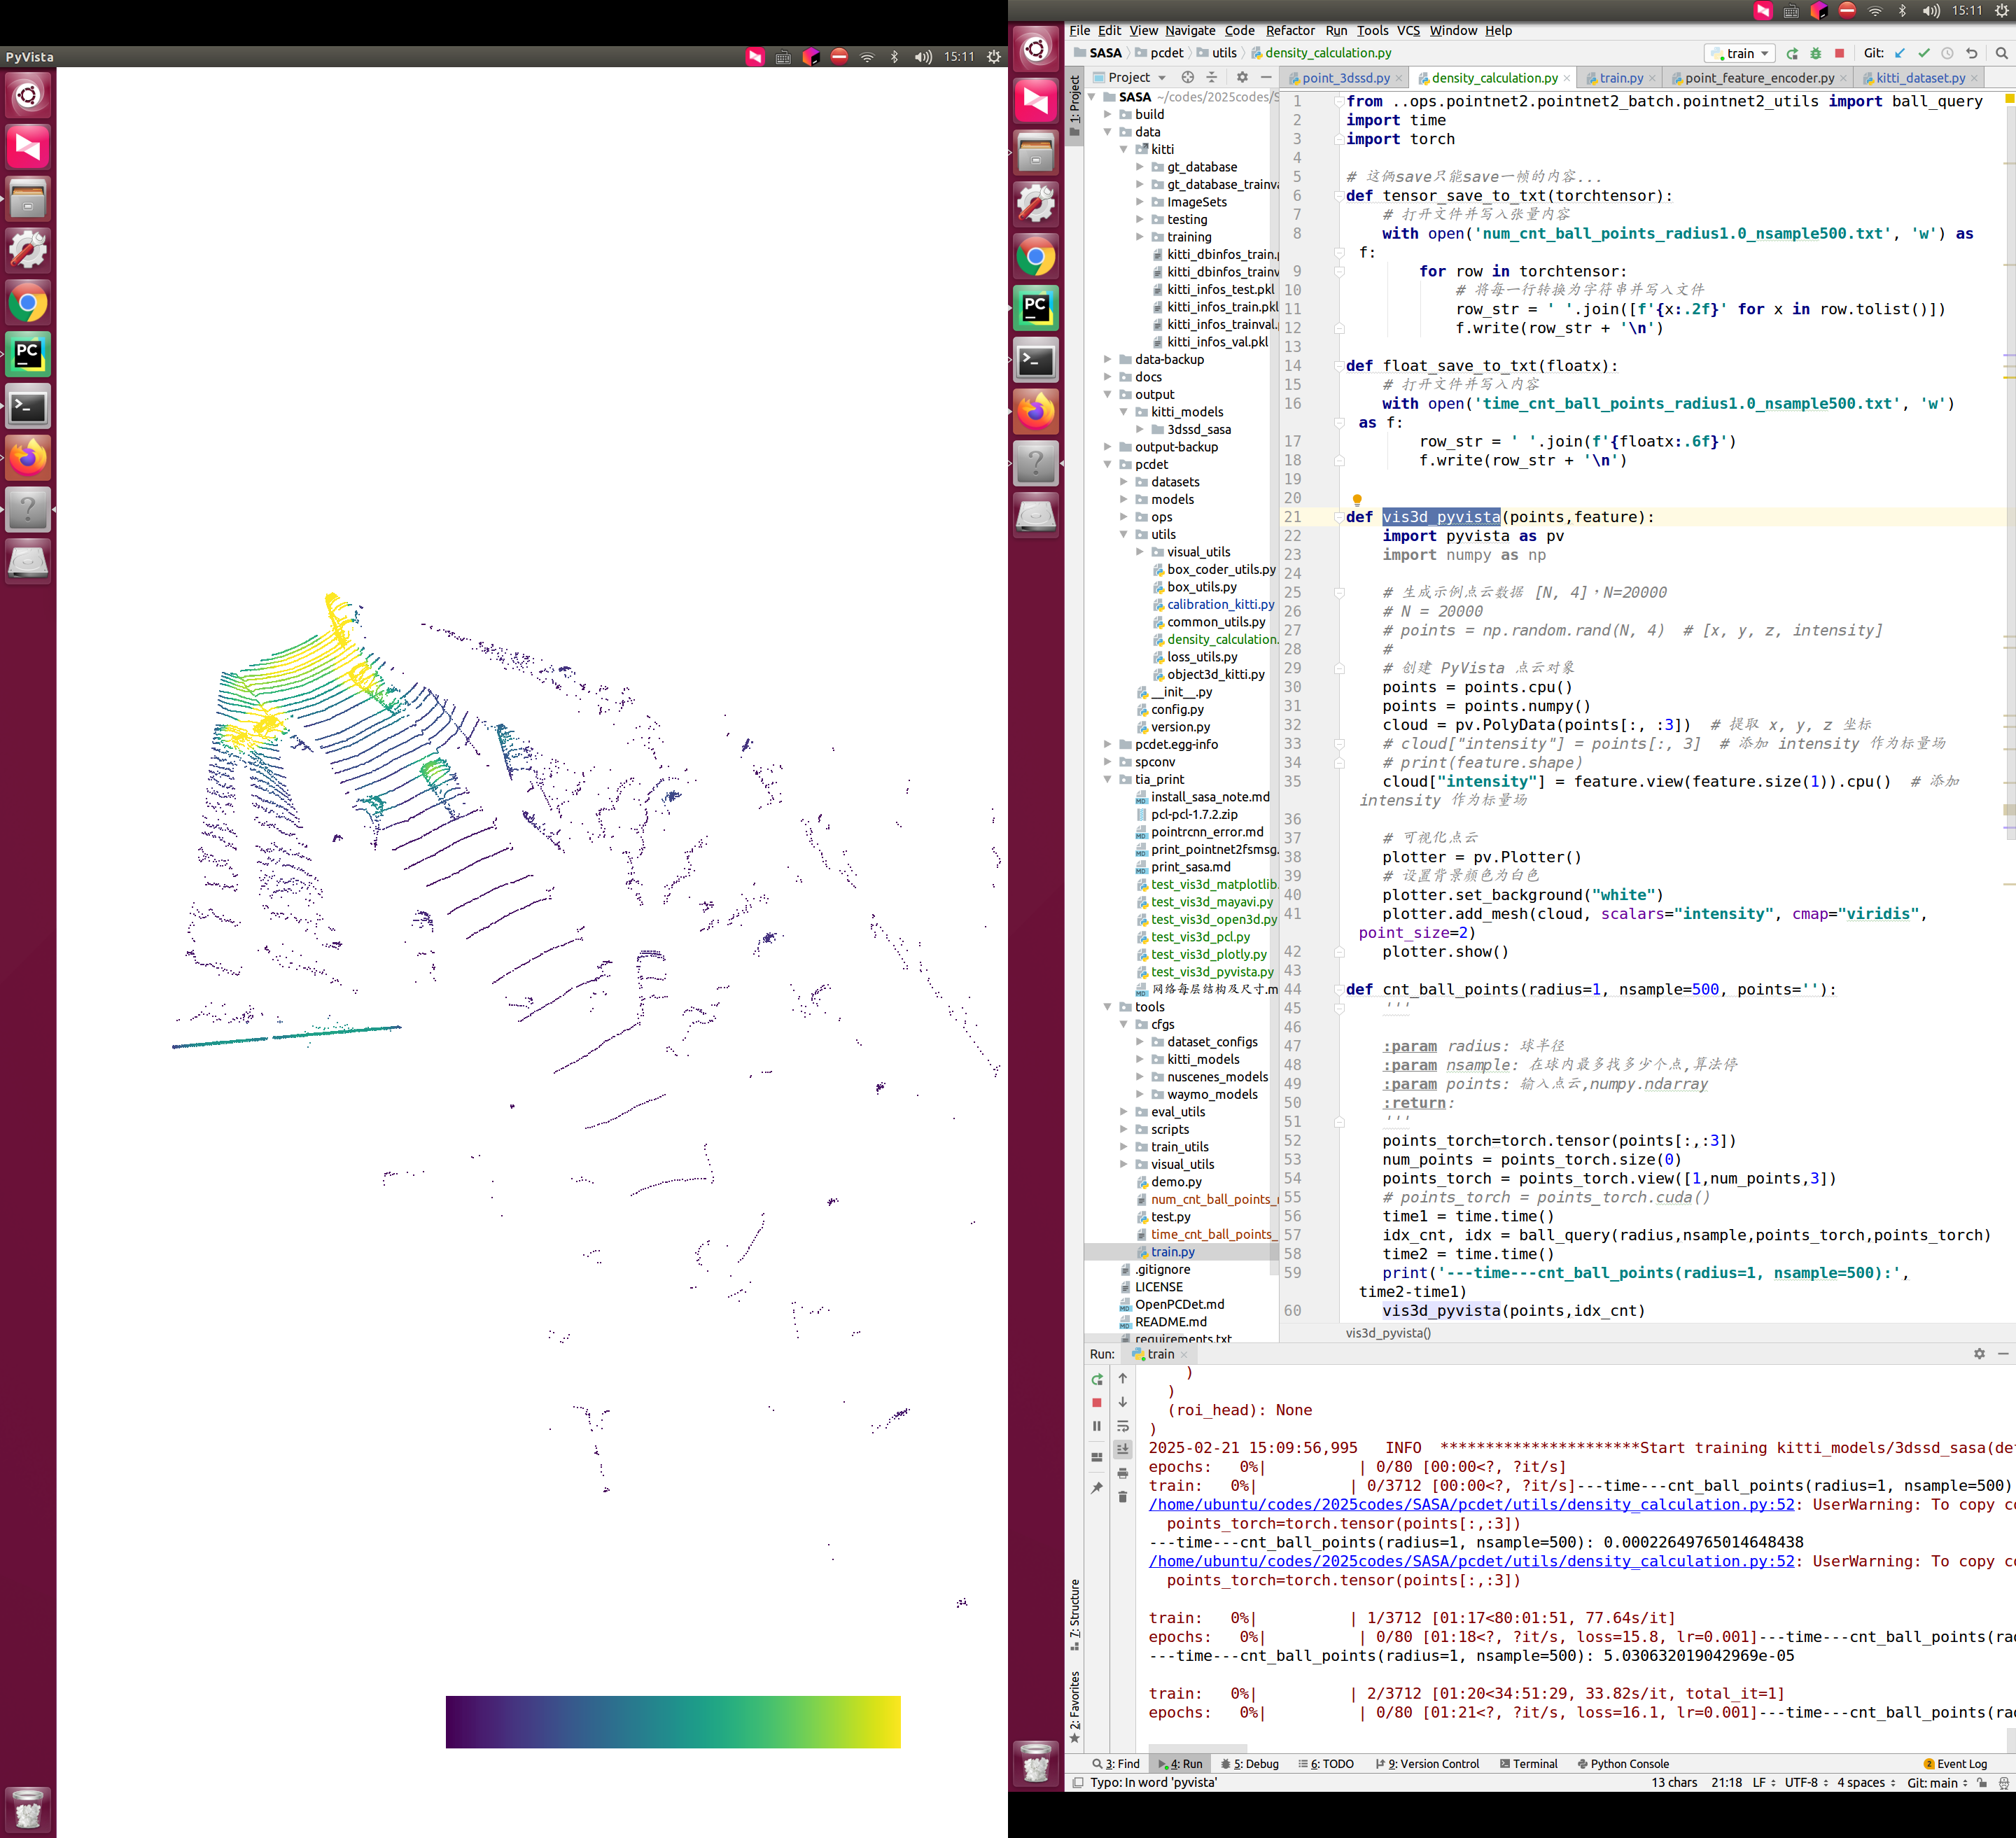 PyVista
15:11
15:11
File Edit View Navigate Code Refactor Run Tools VCS Window Help
SASA pcdet utils density_calculation.py
train
Git:
Project
point_3dssd.py density_calculation.py train.py point_feature_encoder.py kitti_dataset.py
1: Project
SASA ~/codes/2025codes/S
build
data
kitti
gt_database
gt_database_trainva
ImageSets
testing
training
kitti_dbinfos_train.p
kitti_dbinfos_trainv
kitti_infos_test.pkl
kitti_infos_train.pkl
kitti_infos_trainval.
kitti_infos_val.pkl
data-backup
docs
output
kitti_models
3dssd_sasa
output-backup
pcdet
datasets
models
ops
utils
visual_utils
box_coder_utils.py
box_utils.py
calibration_kitti.py
common_utils.py
density_calculation.
loss_utils.py
object3d_kitti.py
__init__.py
config.py
version.py
pcdet.egg-info
spconv
tia_print
install_sasa_note.md
pcl-pcl-1.7.2.zip
pointrcnn_error.md
print_pointnet2fsmsg.
print_sasa.md
test_vis3d_matplotlib.
test_vis3d_mayavi.py
test_vis3d_open3d.py
test_vis3d_pcl.py
test_vis3d_plotly.py
test_vis3d_pyvista.py
网络每层结构及尺寸.m
tools
cfgs
dataset_configs
kitti_models
nuscenes_models
waymo_models
eval_utils
scripts
train_utils
visual_utils
demo.py
num_cnt_ball_points_r
test.py
time_cnt_ball_points_
train.py
.gitignore
LICENSE
OpenPCDet.md
README.md
requirements.txt
1 from ..ops.pointnet2.pointnet2_batch.pointnet2_utils import ball_query
2 import time
3 import torch
4
5 # 这俩save只能save一帧的内容...
6 def tensor_save_to_txt(torchtensor):
7 # 打开文件并写入张量内容
8 with open('num_cnt_ball_points_radius1.0_nsample500.txt', 'w') as
f:
9 for row in torchtensor:
10 # 将每一行转换为字符串并写入文件
11 row_str = ' '.join([f'{x:.2f}' for x in row.tolist()])
12 f.write(row_str + '\n')
13
14 def float_save_to_txt(floatx):
15 # 打开文件并写入内容
16 with open('time_cnt_ball_points_radius1.0_nsample500.txt', 'w')
as f:
17 row_str = ' '.join(f'{floatx:.6f}')
18 f.write(row_str + '\n')
19
20
21 def vis3d_pyvista(points,feature):
22 import pyvista as pv
23 import numpy as np
24
25 # 生成示例点云数据 [N, 4]，N=20000
26 # N = 20000
27 # points = np.random.rand(N, 4) # [x, y, z, intensity]
28 #
29 # 创建 PyVista 点云对象
30 points = points.cpu()
31 points = points.numpy()
32 cloud = pv.PolyData(points[:, :3]) # 提取 x, y, z 坐标
33 # cloud["intensity"] = points[:, 3] # 添加 intensity 作为标量场
34 # print(feature.shape)
35 cloud["intensity"] = feature.view(feature.size(1)).cpu() # 添加
intensity 作为标量场
36
37 # 可视化点云
38 plotter = pv.Plotter()
39 # 设置背景颜色为白色
40 plotter.set_background("white")
41 plotter.add_mesh(cloud, scalars="intensity", cmap="viridis",
point_size=2)
42 plotter.show()
43
44 def cnt_ball_points(radius=1, nsample=500, points=''):
45 '''
46
47 :param radius: 球半径
48 :param nsample: 在球内最多找多少个点,算法停
49 :param points: 输入点云,numpy.ndarray
50 :return:
51 '''
52 points_torch=torch.tensor(points[:,:3])
53 num_points = points_torch.size(0)
54 points_torch = points_torch.view([1,num_points,3])
55 # points_torch = points_torch.cuda()
56 time1 = time.time()
57 idx_cnt, idx = ball_query(radius,nsample,points_torch,points_torch)
58 time2 = time.time()
59 print('---time---cnt_ball_points(radius=1, nsample=500):',
time2-time1)
60 vis3d_pyvista(points,idx_cnt)
vis3d_pyvista()
Run: train
)
)
(roi_head): None
)
2025-02-21 15:09:56,995 INFO **********************Start training kitti_models/3dssd_sasa(de
epochs: 0%| | 0/80 [00:00<?, ?it/s]
train: 0%| | 0/3712 [00:00<?, ?it/s]---time---cnt_ball_points(radius=1, nsample=500)
/home/ubuntu/codes/2025codes/SASA/pcdet/utils/density_calculation.py:52: UserWarning: To copy co
points_torch=torch.tensor(points[:,:3])
---time---cnt_ball_points(radius=1, nsample=500): 0.00022649765014648438
/home/ubuntu/codes/2025codes/SASA/pcdet/utils/density_calculation.py:52: UserWarning: To copy co
points_torch=torch.tensor(points[:,:3])
train: 0%| | 1/3712 [01:17<80:01:51, 77.64s/it]
epochs: 0%| | 0/80 [01:18<?, ?it/s, loss=15.8, lr=0.001]---time---cnt_ball_points(ra
---time---cnt_ball_points(radius=1, nsample=500): 5.030632019042969e-05
train: 0%| | 2/3712 [01:20<34:51:29, 33.82s/it, total_it=1]
epochs: 0%| | 0/80 [01:21<?, ?it/s, loss=16.1, lr=0.001]---time---cnt_ball_points(ra
7: Structure
2: Favorites
3: Find 4: Run 5: Debug 6: TODO 9: Version Control Terminal Python Console 2 Event Log
Typo: In word 'pyvista' 13 chars 21:18 LF UTF-8 4 spaces Git: main